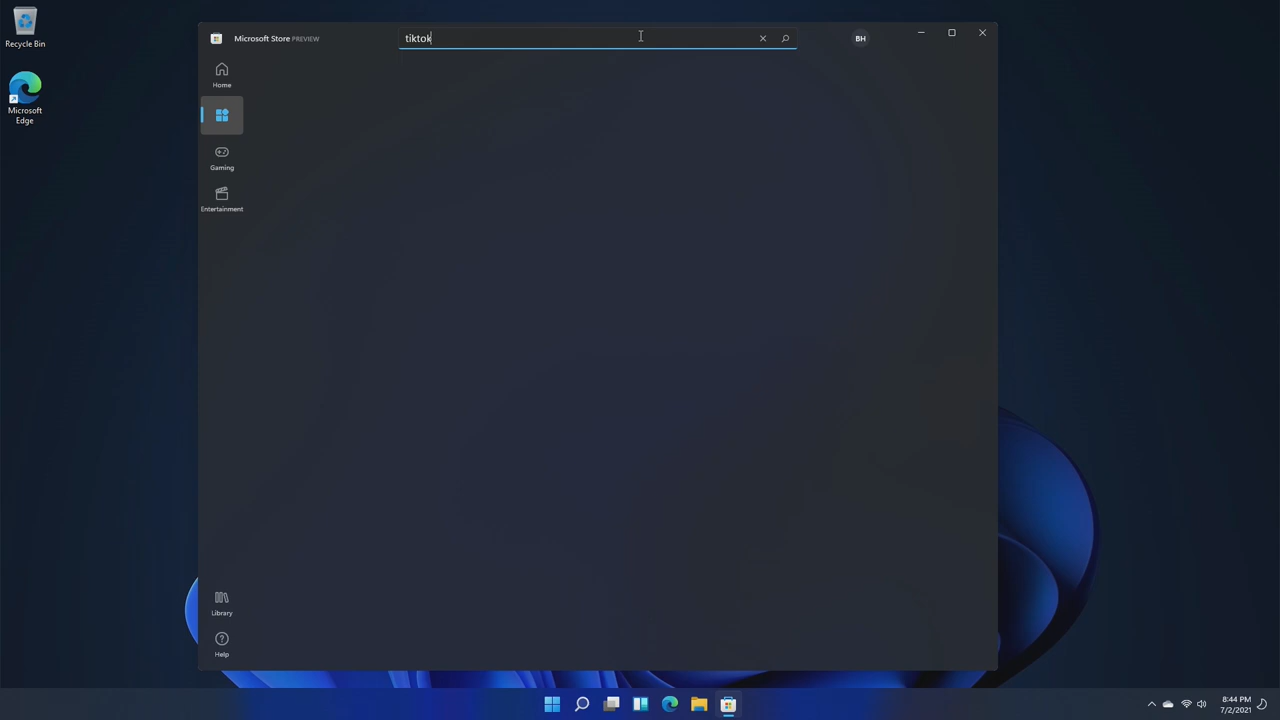 Recycle Bin
Microsoft
Edge
Microsoft Store PREVIEW
tiktok
BH
Home
Gaming
Entertainment
Library
Help
8:44 PM
7/2/2021